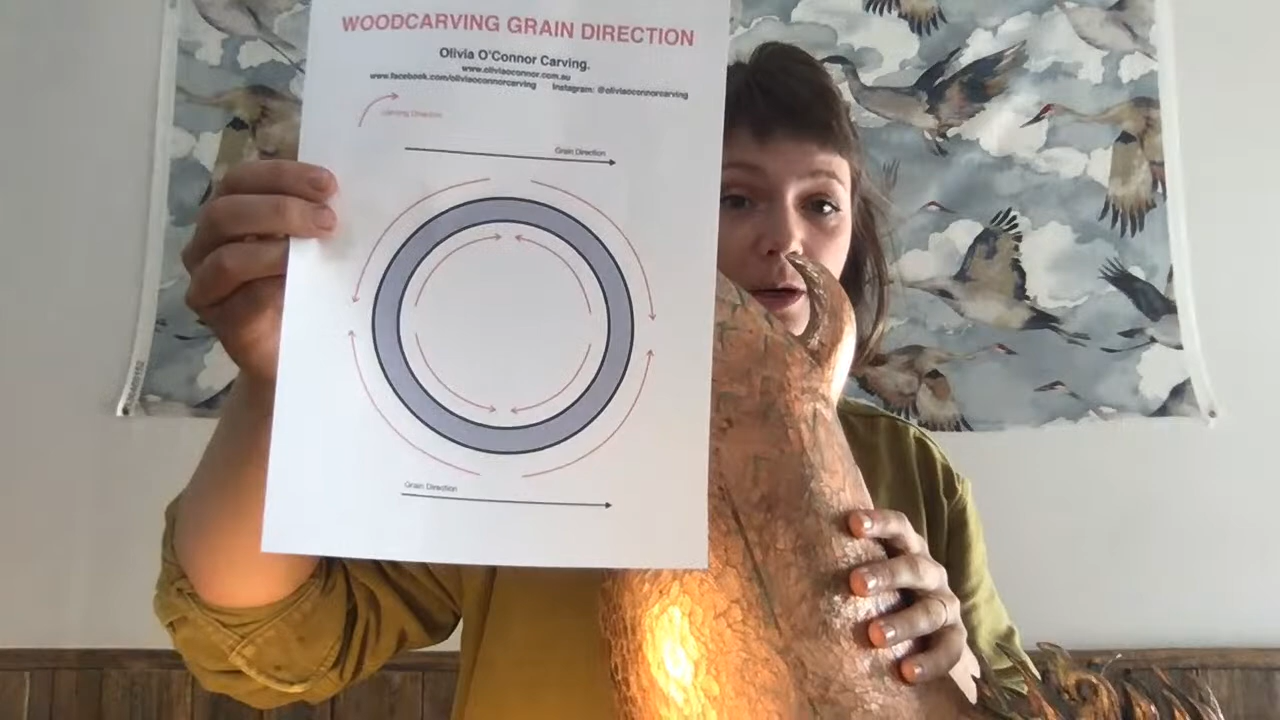 WOODCARVING GRAIN DIRECTION
Olivia O'Connor Carving.
www.oliviaoconnor.com.au
www.facebook.com/oliviaoconnorcarving Instagram: @oliviaoconnorcarving
Carving Direction
Grain Direction
Grain Direction